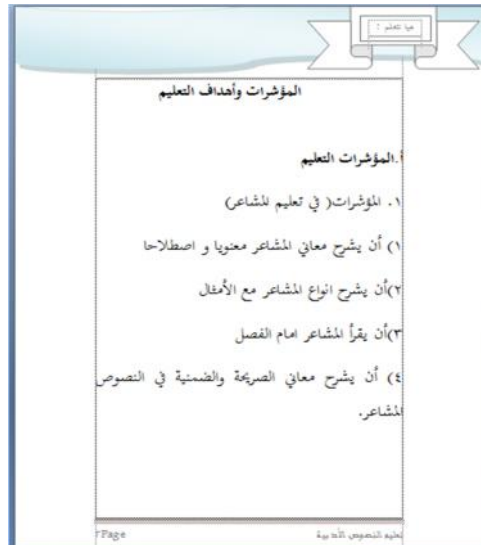 هيا نتعلم !
المؤشرات وأهداف التعليم
أ.المؤشرات التعليم
١. المؤشرات( في تعليم المشاعر)
١) أن يشرح معاني المشاعر معنويا و اصطلاحا
٢)أن يشرح انواع المشاعر مع الأمثال
٣)أن يقرأ المشاعر امام الفصل
٤) أن يشرح معاني الصريحة والضمنية في النصوص
المشاعر.
تعليم النصوص الأدبية
Page